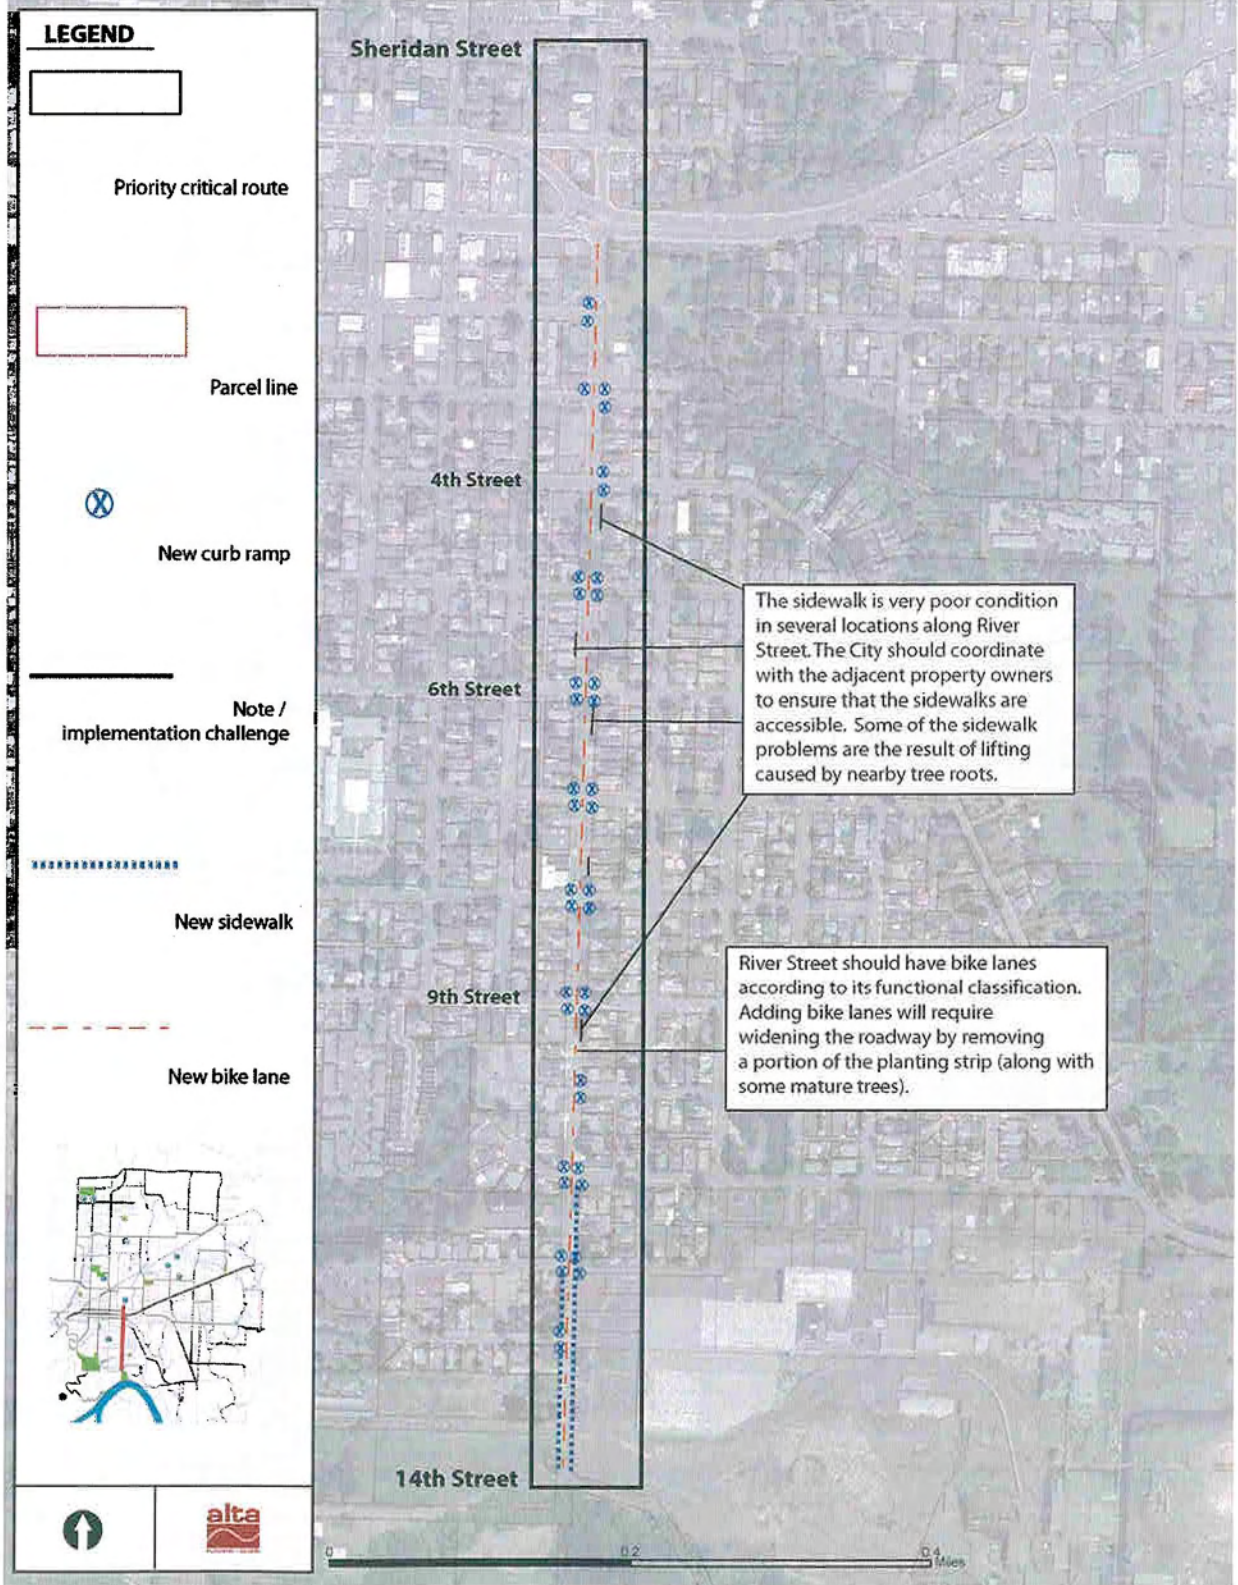 LEGEND
Priority critical route
Parcel line
New curb ramp
Note /
implementation challenge
New sidewalk
New bike lane
alta
Sheridan Street
4th Street
6th Street
9th Street
14th Street
The sidewalk is very poor condition
in several locations along River
Street. The City should coordinate
with the adjacent property owners
to ensure that the sidewalks are
accessible. Some of the sidewalk
problems are the result of lifting
caused by nearby tree roots.
River Street should have bike lanes
according to its functional classification.
Adding bike lanes will require
widening the roadway by removing
a portion of the planting strip (along with
some mature trees).
0 0.2 0.4
Miles